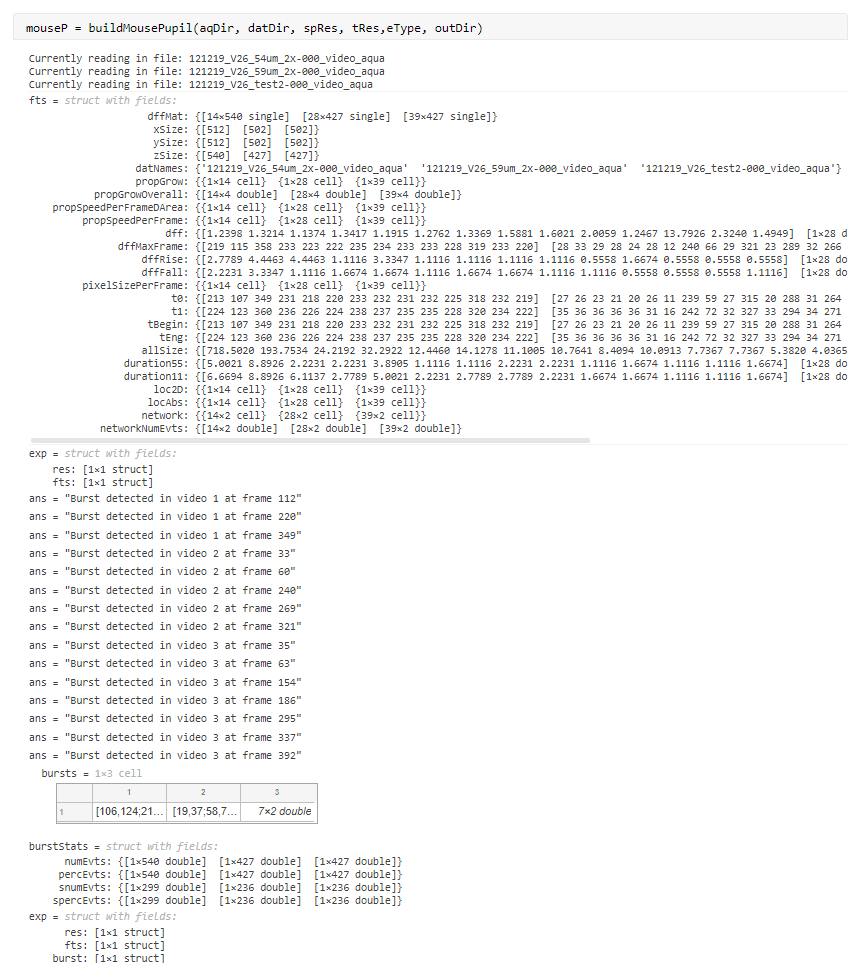 mouseP = buildMousePupil(aqDir, datDir, spRes, tRes,eType, outDir)
Currently reading in file: 121219_V26_54um_2x-000_video_aqua
Currently reading in file: 121219_V26_59um_2x-000_video_aqua
Currently reading in file: 121219_V26_test2-000_video_aqua
fts = struct with fields:
dffMat: {[14×540 single]  [28×427 single]  [39×427 single]}
xSize: {[512]  [502]  [502]}
ySize: {[512]  [502]  [502]}
zSize: {[540]  [427]  [427]}
datNames: {'121219_V26_54um_2x-000_video_aqua'  '121219_V26_59um_2x-000_video_aqua'  '121219_V26_test2-000_video_aqua'}
propGrow: {{1×14 cell}  {1×28 cell}  {1×39 cell}}
propGrowOverall: {[14×4 double]  [28×4 double]  [39×4 double]}
propSpeedPerFrameDArea: {{1×14 cell}  {1×28 cell}  {1×39 cell}}
propSpeedPerFrame: {{1×14 cell}  {1×28 cell}  {1×39 cell}}
dff: {[1.2398 1.3214 1.1374 1.3417 1.1915 1.2762 1.3369 1.5881 1.6021 2.0059 1.2467 13.7926 2.3240 1.4949]  [1×28 d
dffMaxFrame: {[219 115 358 233 223 222 235 234 233 233 228 319 233 220]  [28 33 29 28 24 28 12 240 66 29 321 23 289 32 266
dffRise: {[2.7789 4.4463 4.4463 1.1116 3.3347 1.1116 1.1116 1.1116 1.1116 0.5558 1.6674 0.5558 0.5558 0.5558]  [1×28 do
dffFall: {[2.2231 3.3347 1.1116 1.6674 1.6674 1.1116 1.6674 1.6674 1.1116 1.1116 0.5558 0.5558 0.5558 1.1116]  [1×28 do
pixelSizePerFrame: {{1×14 cell}  {1×28 cell}  {1×39 cell}}
t0: {[213 107 349 231 218 220 233 232 231 232 225 318 232 219]  [27 26 23 21 20 26 11 239 59 27 315 20 288 31 264
t1: {[224 123 360 236 226 224 238 237 235 235 228 320 234 222]  [35 36 36 36 36 31 16 242 72 32 327 33 294 34 271
tBegin: {[213 107 349 231 218 220 233 232 231 232 225 318 232 219]  [27 26 23 21 20 26 11 239 59 27 315 20 288 31 264
tEng: {[224 123 360 236 226 224 238 237 235 235 228 320 234 222]  [35 36 36 36 36 31 16 242 72 32 327 33 294 34 271
allSize: {[718.5020 193.7534 24.2192 32.2922 12.4460 14.1278 11.1005 10.7641 8.4094 10.0913 7.7367 7.7367 5.3820 4.0365
duration55: {[5.0021 8.8926 2.2231 2.2231 3.8905 1.1116 1.1116 2.2231 2.2231 1.1116 1.6674 1.1116 1.1116 1.6674]  [1×28 do
duration11: {[6.6694 8.8926 6.1137 2.7789 5.0021 2.2231 2.7789 2.7789 2.2231 1.6674 1.6674 1.1116 1.1116 1.6674]  [1×28 do
loc2D: {{1×14 cell}  {1×28 cell}  {1×39 cell}}
locAbs: {{1×14 cell}  {1×28 cell}  {1×39 cell}}
network: {{14×2 cell}  {28×2 cell}  {39×2 cell}}
networkNumEvts: {[14×2 double]  [28×2 double]  [39×2 double]}
exp = struct with fields:
res: [1×1 struct]
fts: [1×1 struct]
ans = "Burst detected in video 1 at frame 112"
ans = "Burst detected in video 1 at frame 220"
ans = "Burst detected in video 1 at frame 349"
ans = "Burst detected in video 2 at frame 33"
ans = "Burst detected in video 2 at frame 60"
ans = "Burst detected in video 2 at frame 240"
ans = "Burst detected in video 2 at frame 269"
ans = "Burst detected in video 2 at frame 321"
ans = "Burst detected in video 3 at frame 35"
ans = "Burst detected in video 3 at frame 63"
ans = "Burst detected in video 3 at frame 154"
ans = "Burst detected in video 3 at frame 186"
ans = "Burst detected in video 3 at frame 295"
ans = "Burst detected in video 3 at frame 337"
ans = "Burst detected in video 3 at frame 392"
bursts = 1×3 cell
1 2 3
1 [106,124;21... [19,37;58,7... 7×2 double
burstStats = struct with fields:
numEvts: {[1×540 double]  [1×427 double]  [1×427 double]}
percEvts: {[1×540 double]  [1×427 double]  [1×427 double]}
snumEvts: {[1×299 double]  [1×236 double]  [1×236 double]}
spercEvts: {[1×299 double]  [1×236 double]  [1×236 double]}
exp = struct with fields:
res: [1×1 struct]
fts: [1×1 struct]
burst: [1×1 struct]